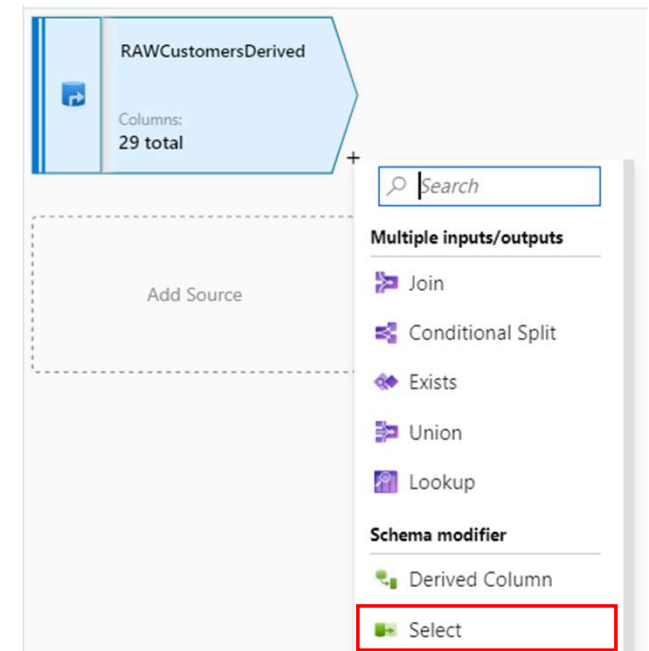 RAWCustomersDerived
Columns:
29 total
+
Search
Multiple inputs/outputs
Join
Conditional Split
Exists
Union
Lookup
Schema modifier
Derived Column
Select
Add Source